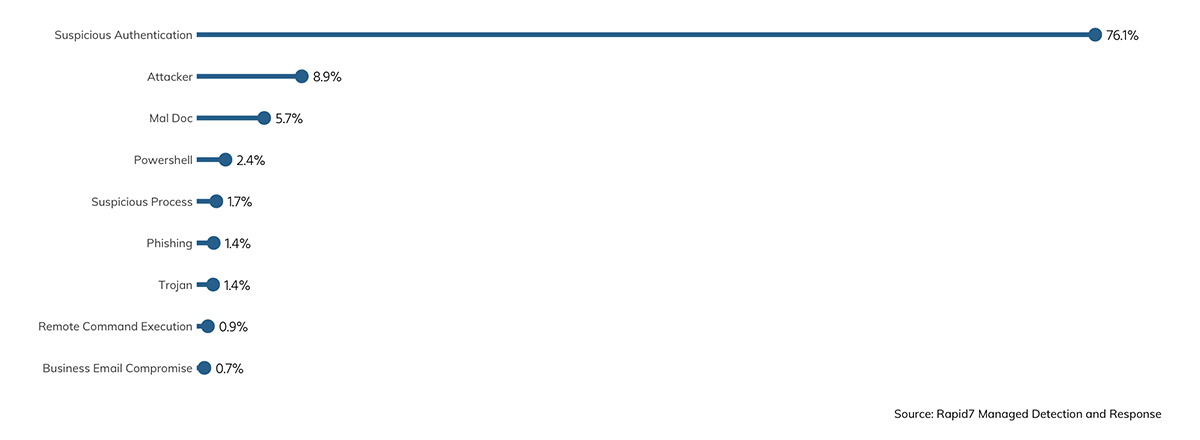 Suspicious Authentication 76.1%
Attacker 8.9%
Mal Doc 5.7%
Powershell 2.4%
Suspicious Process 1.7%
Phishing 1.4%
Trojan 1.4%
Remote Command Execution 0.9%
Business Email Compromise 0.7%
Source: Rapid7 Managed Detection and Response